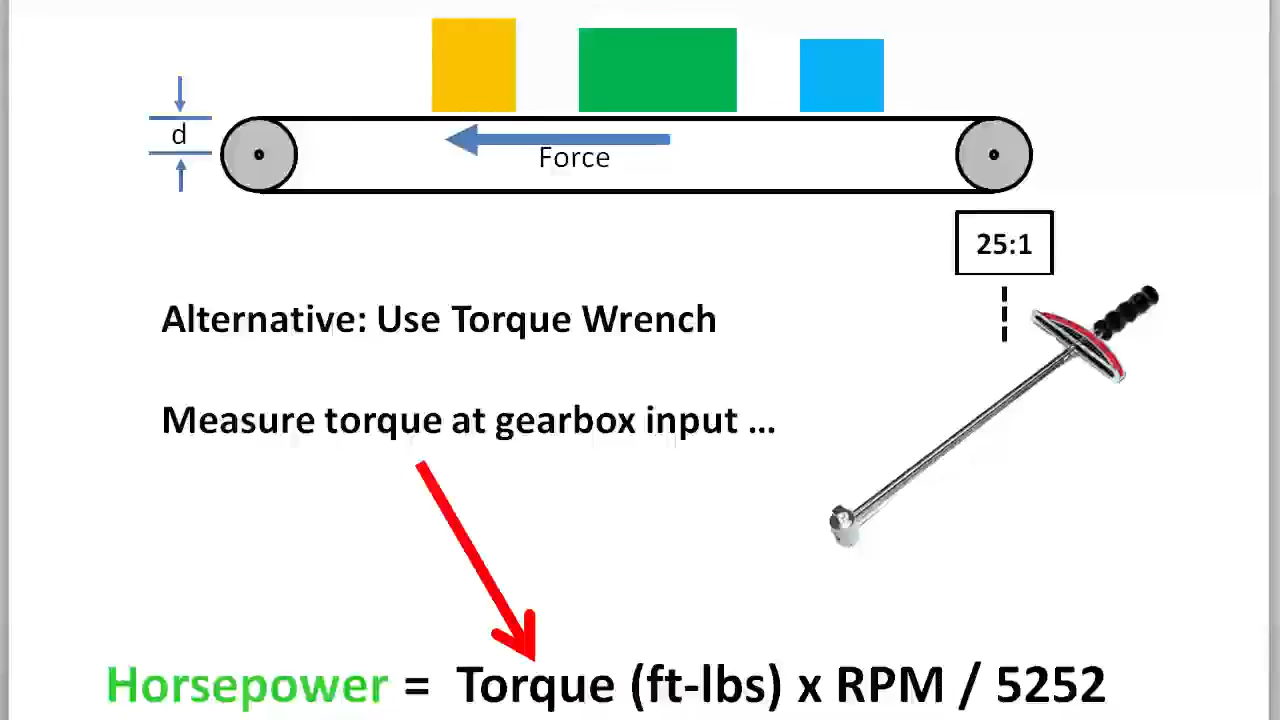 d
Force
25:1
Alternative: Use Torque Wrench
Measure torque at gearbox input ...
Horsepower = Torque (ft-lbs) x RPM / 5252